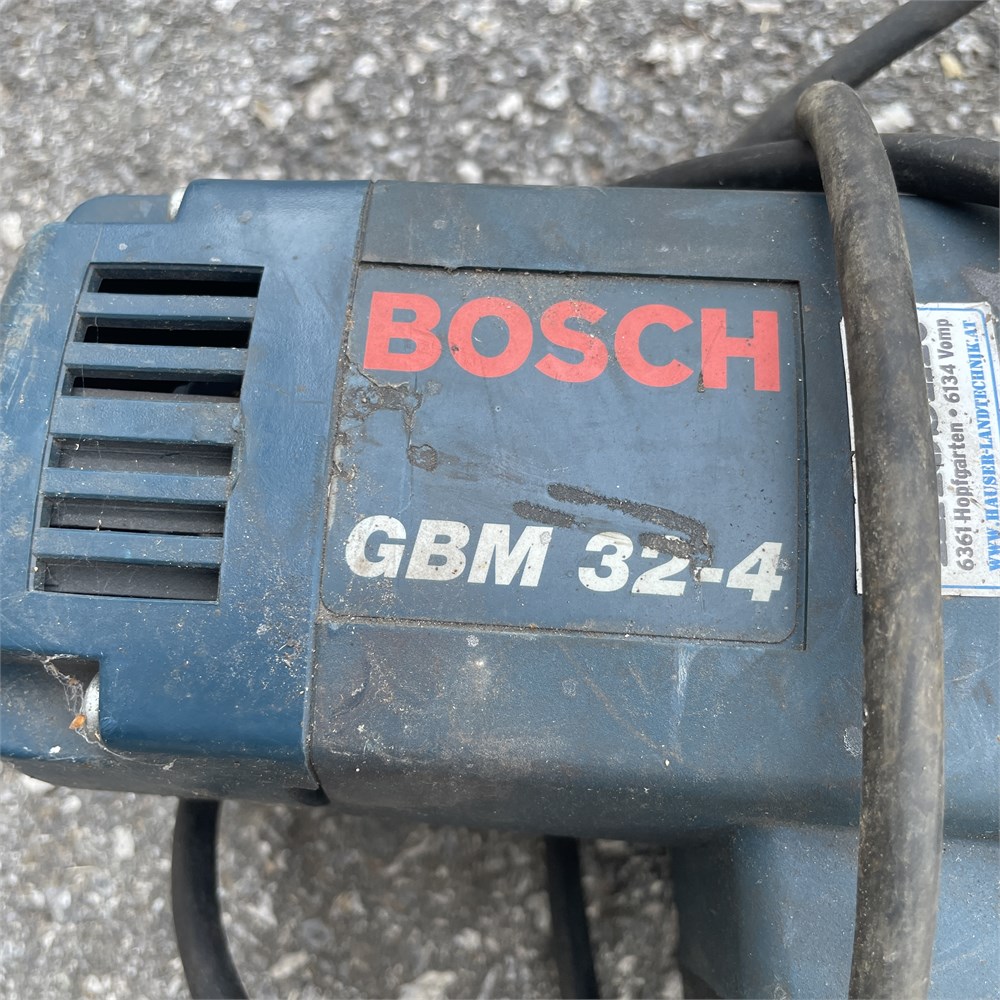 BOSCH
GBM 32-4
6361 Hopfgarten • 6134 Vomp
WWW.HAUSER-LANDTECHNIK.AT